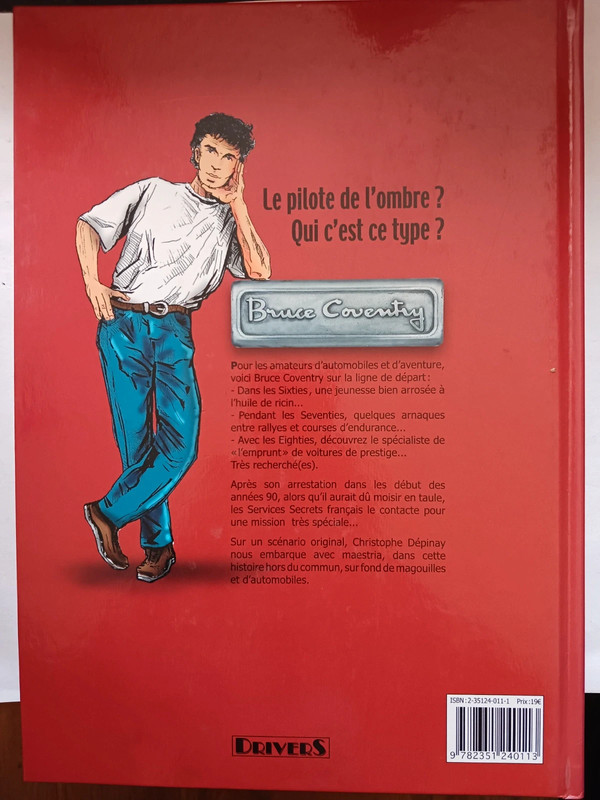 Le pilote de l'ombre ?
Qui c'est ce type ?
Bruce Coventry
Pour les amateurs d'automobiles et d'aventure,
voici Bruce Coventry sur la ligne de départ :
- Dans les Sixties, une jeunesse bien arrosée à
l'huile de ricin...
- Pendant les Seventies, quelques arnaques
entre rallyes et courses d'endurance...
- Avec les Eighties, découvrez le spécialiste de
« l'emprunt » de voitures de prestige...
Très recherché(es).
Après son arrestation dans les début des
années 90, alors qu'il aurait dû moisir en taule,
les Services Secrets français le contacte pour
une mission très spéciale...
Sur un scénario original, Christophe Dépinay
nous embarque avec maestria, dans cette
histoire hors du commun, sur fond de magouilles
et d'automobiles.
ISBN : 2-35124-011-1 Prix : 19€
9 782351 240113
DRIVERS